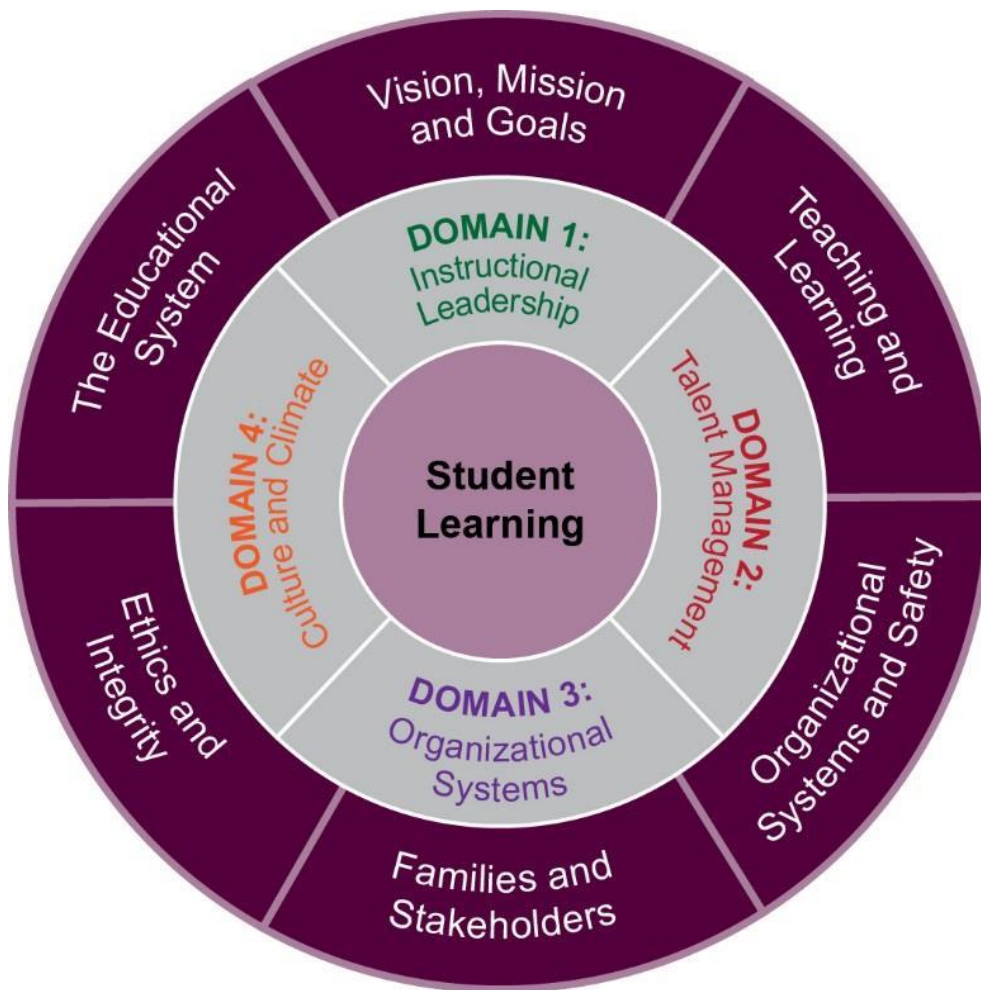 Vision, Mission
and Goals
Teaching and
Learning
Organizational
Systems and Safety
Families and
Stakeholders
Ethics and
Integrity
The Educational
System
DOMAIN 1:
Instructional
Leadership
DOMAIN 2:
Talent Management
DOMAIN 3:
Organizational
Systems
DOMAIN 4:
Culture and Climate
Student
Learning